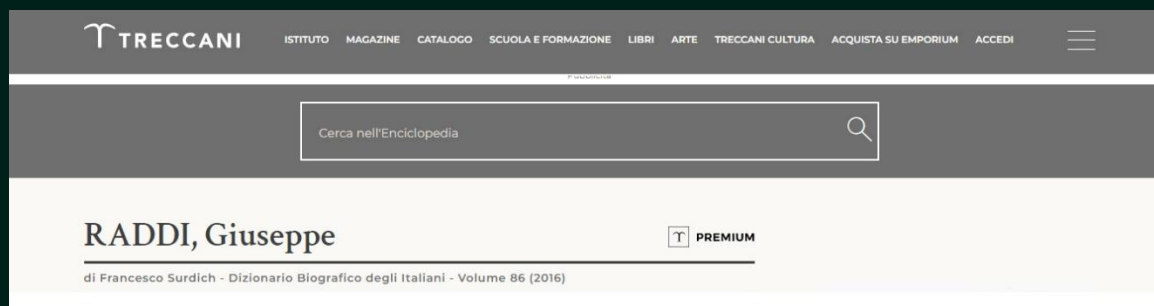 TRECCANI ISTITUTO MAGAZINE CATALOGO SCUOLA E FORMAZIONE LIBRI ARTE TRECCANI CULTURA ACQUISTA SU EMPORIUM ACCEDI
Pubblicità
Cerca nell'Enciclopedia
RADDI, Giuseppe PREMIUM
di Francesco Surdich - Dizionario Biografico degli Italiani - Volume 86 (2016)